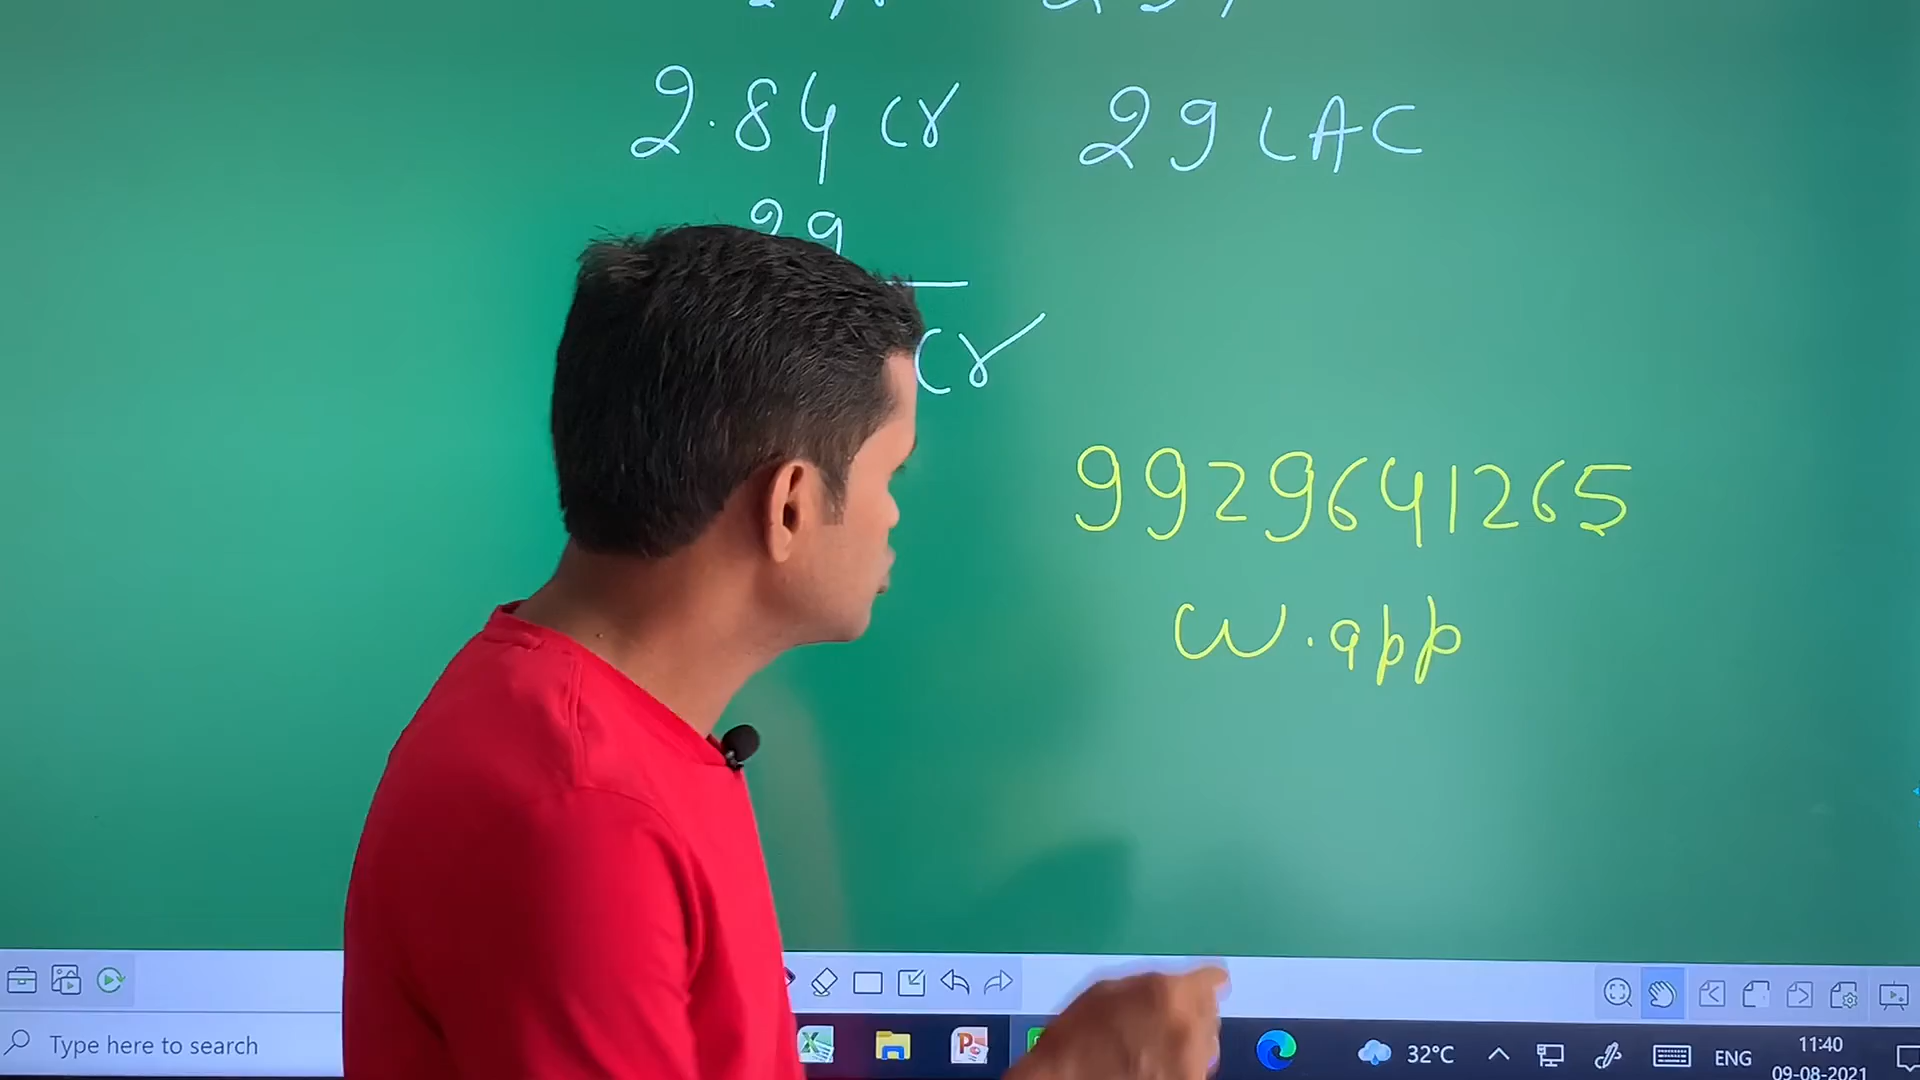 2.84 Cr 29 LAC
29
Cr
9929641265
W.app
Type here to search
32°C
ENG
11:40
09-08-2021